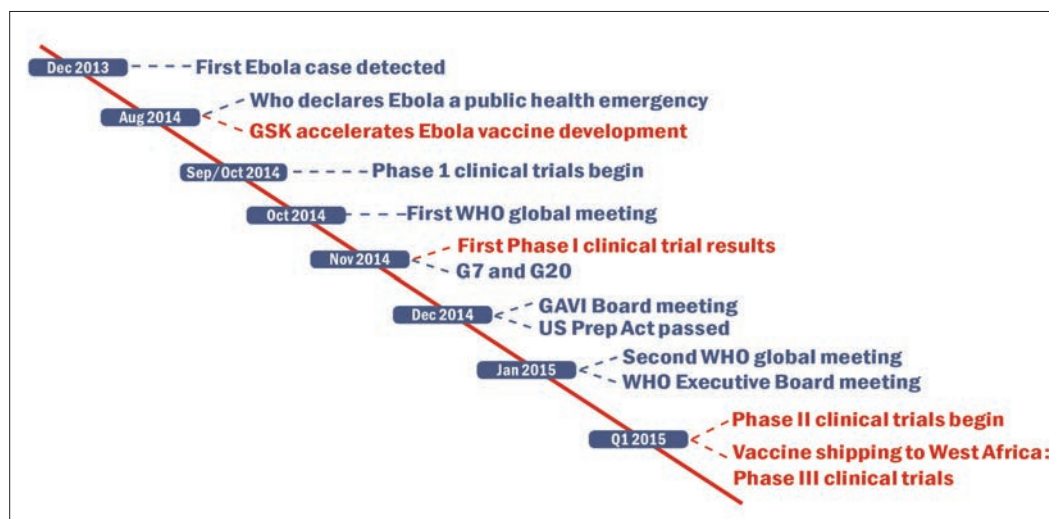 Dec 2013
First Ebola case detected
Aug 2014
Who declares Ebola a public health emergency
GSK accelerates Ebola vaccine development
Sep/Oct 2014
Phase 1 clinical trials begin
Oct 2014
First WHO global meeting
Nov 2014
First Phase I clinical trial results
G7 and G20
Dec 2014
GAVI Board meeting
US Prep Act passed
Jan 2015
Second WHO global meeting
WHO Executive Board meeting
Q1 2015
Phase II clinical trials begin
Vaccine shipping to West Africa:
Phase III clinical trials